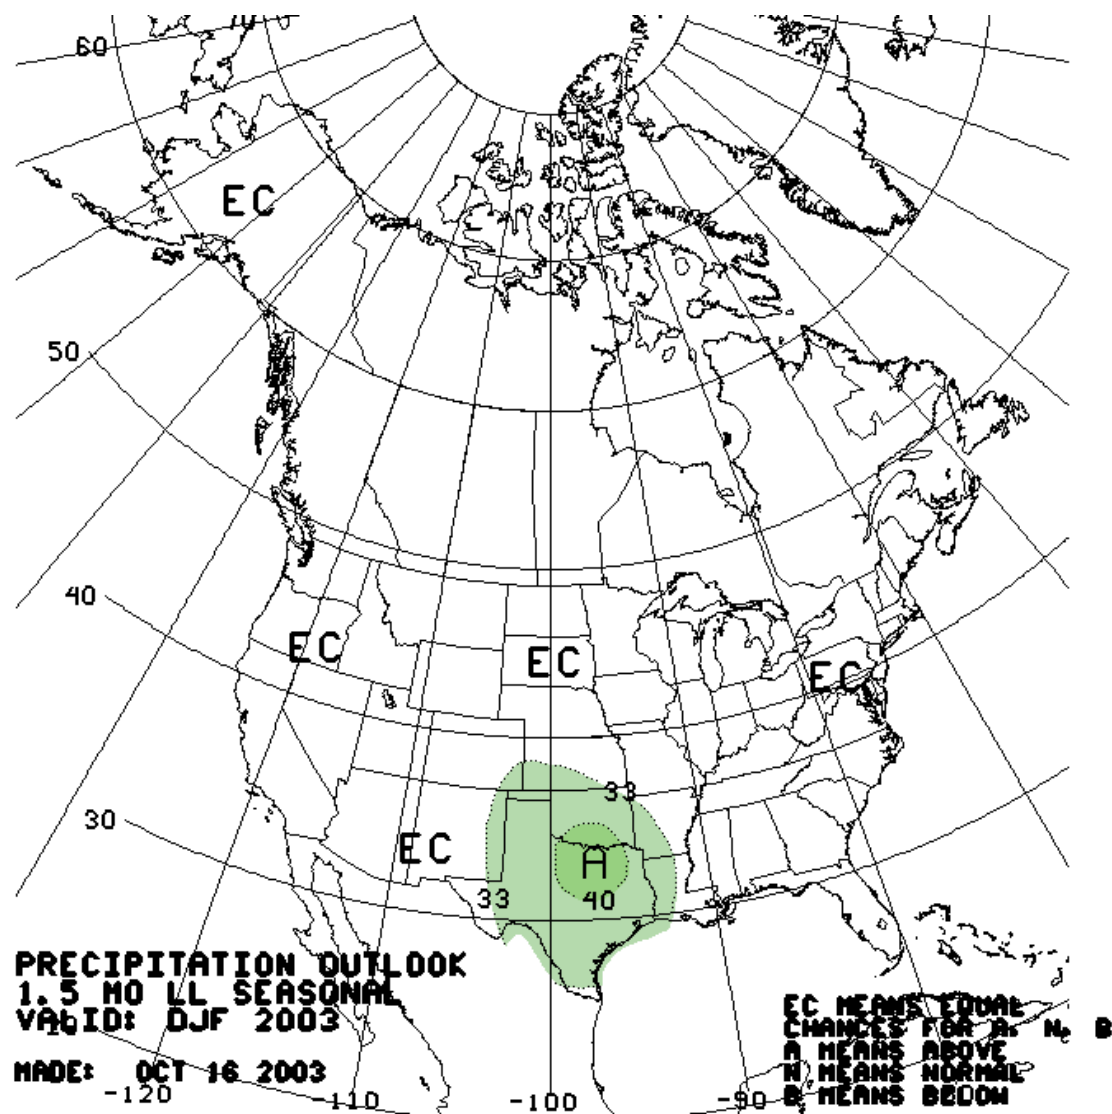 60
EC
50
40
EC
EC
EC
33
30
EC
A
33
40
PRECIPITATION OUTLOOK
1.5 MO LL SEASONAL
VALID: DJF 2003
MADE: OCT 16 2003
EC MEANS EQUAL
CHANCES FOR A, N, B
A MEANS ABOVE
N MEANS NORMAL
B MEANS BELOW
-120
-110
-100
-90